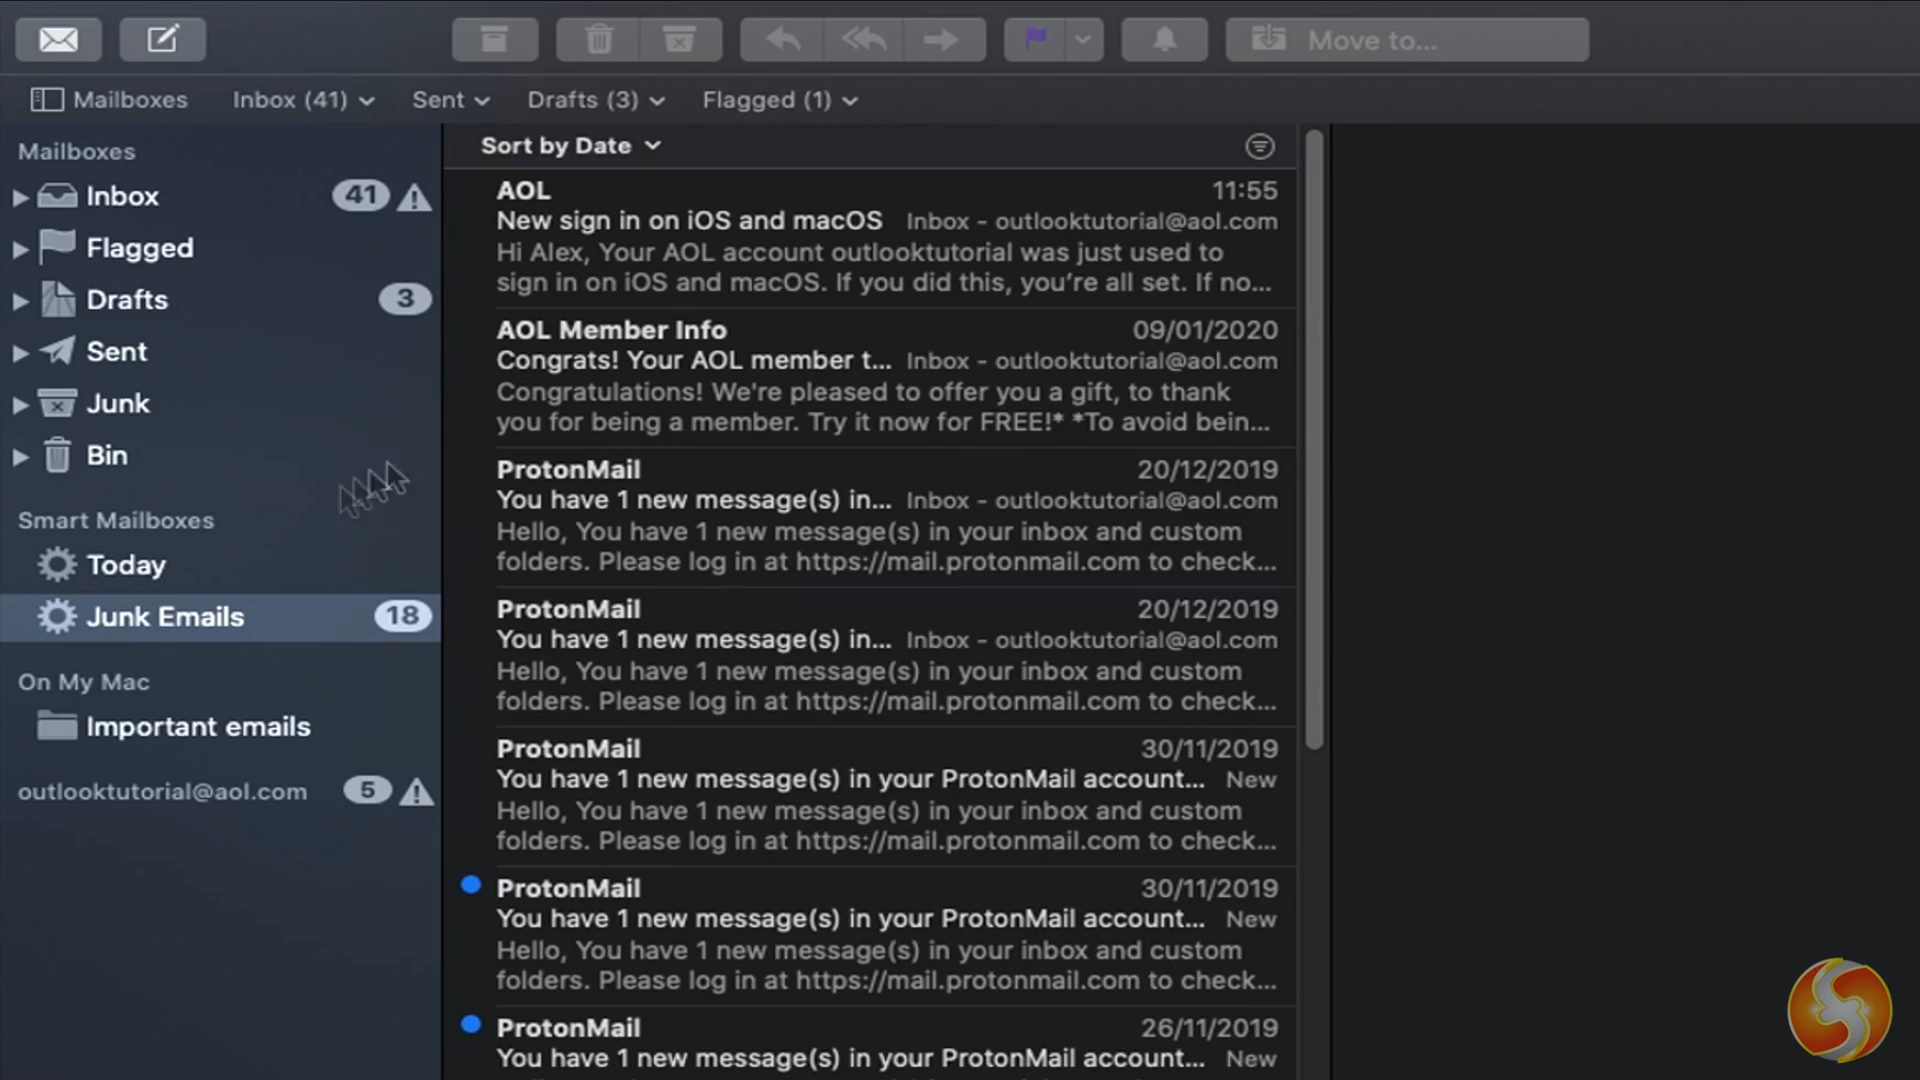 Move to...
Mailboxes Inbox (41) Sent Drafts (3) Flagged (1)
Mailboxes
Inbox 41
Flagged
Drafts 3
Sent
Junk
Bin
Smart Mailboxes
Today
Junk Emails 18
On My Mac
Important emails
outlooktutorial@aol.com 5
Sort by Date
AOL 11:55
New sign in on iOS and macOS Inbox - outlooktutorial@aol.com
Hi Alex, Your AOL account outlooktutorial was just used to
sign in on iOS and macOS. If you did this, you’re all set. If no...
AOL Member Info 09/01/2020
Congrats! Your AOL member t... Inbox - outlooktutorial@aol.com
Congratulations! We're pleased to offer you a gift, to thank
you for being a member. Try it now for FREE!* *To avoid bein...
ProtonMail 20/12/2019
You have 1 new message(s) in... Inbox - outlooktutorial@aol.com
Hello, You have 1 new message(s) in your inbox and custom
folders. Please log in at https://mail.protonmail.com to check...
ProtonMail 20/12/2019
You have 1 new message(s) in... Inbox - outlooktutorial@aol.com
Hello, You have 1 new message(s) in your inbox and custom
folders. Please log in at https://mail.protonmail.com to check...
ProtonMail 30/11/2019
You have 1 new message(s) in your ProtonMail account... New
Hello, You have 1 new message(s) in your inbox and custom
folders. Please log in at https://mail.protonmail.com to check...
ProtonMail 30/11/2019
You have 1 new message(s) in your ProtonMail account... New
Hello, You have 1 new message(s) in your inbox and custom
folders. Please log in at https://mail.protonmail.com to check...
ProtonMail 26/11/2019
You have 1 new message(s) in your ProtonMail account... New